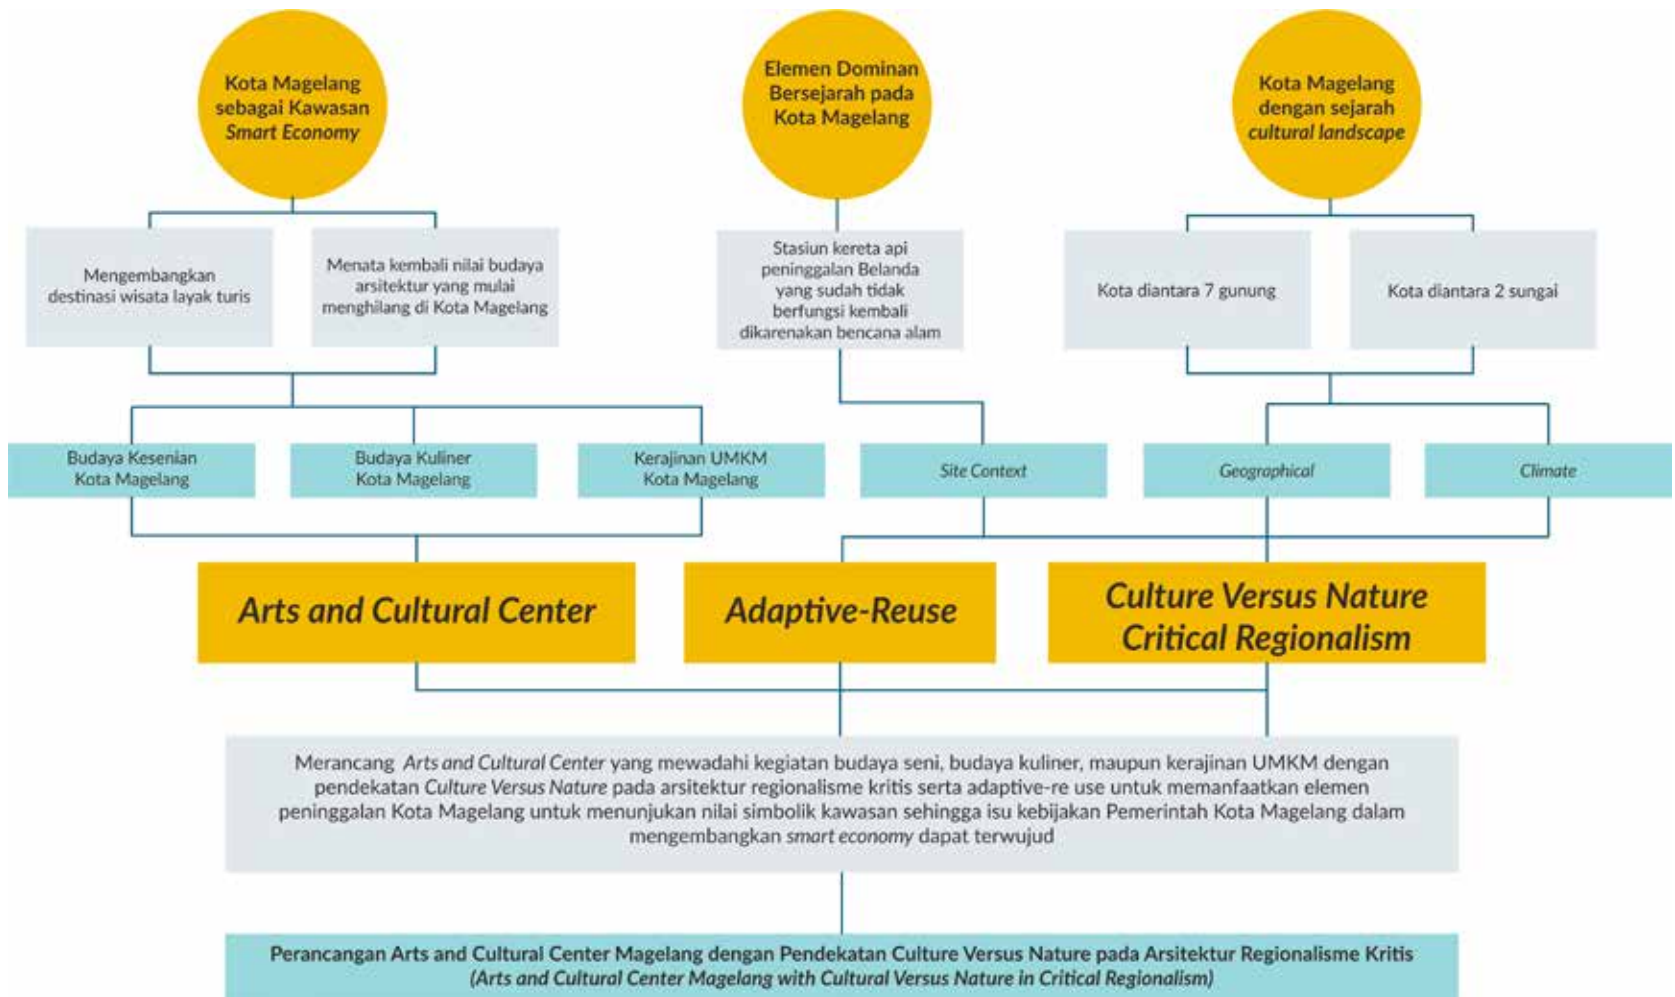 Kota Magelang
sebagai Kawasan
Smart Economy
Elemen Dominan
Bersejarah pada
Kota Magelang
Kota Magelang
dengan sejarah
cultural landscape
Mengembangkan
destinasi wisata layak turis
Menata kembali nilai budaya
arsitektur yang mulai
menghilang di Kota Magelang
Stasiun kereta api
peninggalan Belanda
yang sudah tidak
berfungsi kembali
dikarenakan bencana alam
Kota diantara 7 gunung
Kota diantara 2 sungai
Budaya Kesenian
Kota Magelang
Budaya Kuliner
Kota Magelang
Kerajinan UMKM
Kota Magelang
Site Context
Geographical
Climate
Arts and Cultural Center
Adaptive-Reuse
Culture Versus Nature
Critical Regionalism
Merancang Arts and Cultural Center yang mewadahi kegiatan budaya seni, budaya kuliner, maupun kerajinan UMKM dengan
pendekatan Culture Versus Nature pada arsitektur regionalisme kritis serta adaptive-re use untuk memanfaatkan elemen
peninggalan Kota Magelang untuk menunjukan nilai simbolik kawasan sehingga isu kebijakan Pemerintah Kota Magelang dalam
mengembangkan smart economy dapat terwujud
Perancangan Arts and Cultural Center Magelang dengan Pendekatan Culture Versus Nature pada Arsitektur Regionalisme Kritis
(Arts and Cultural Center Magelang with Cultural Versus Nature in Critical Regionalism)